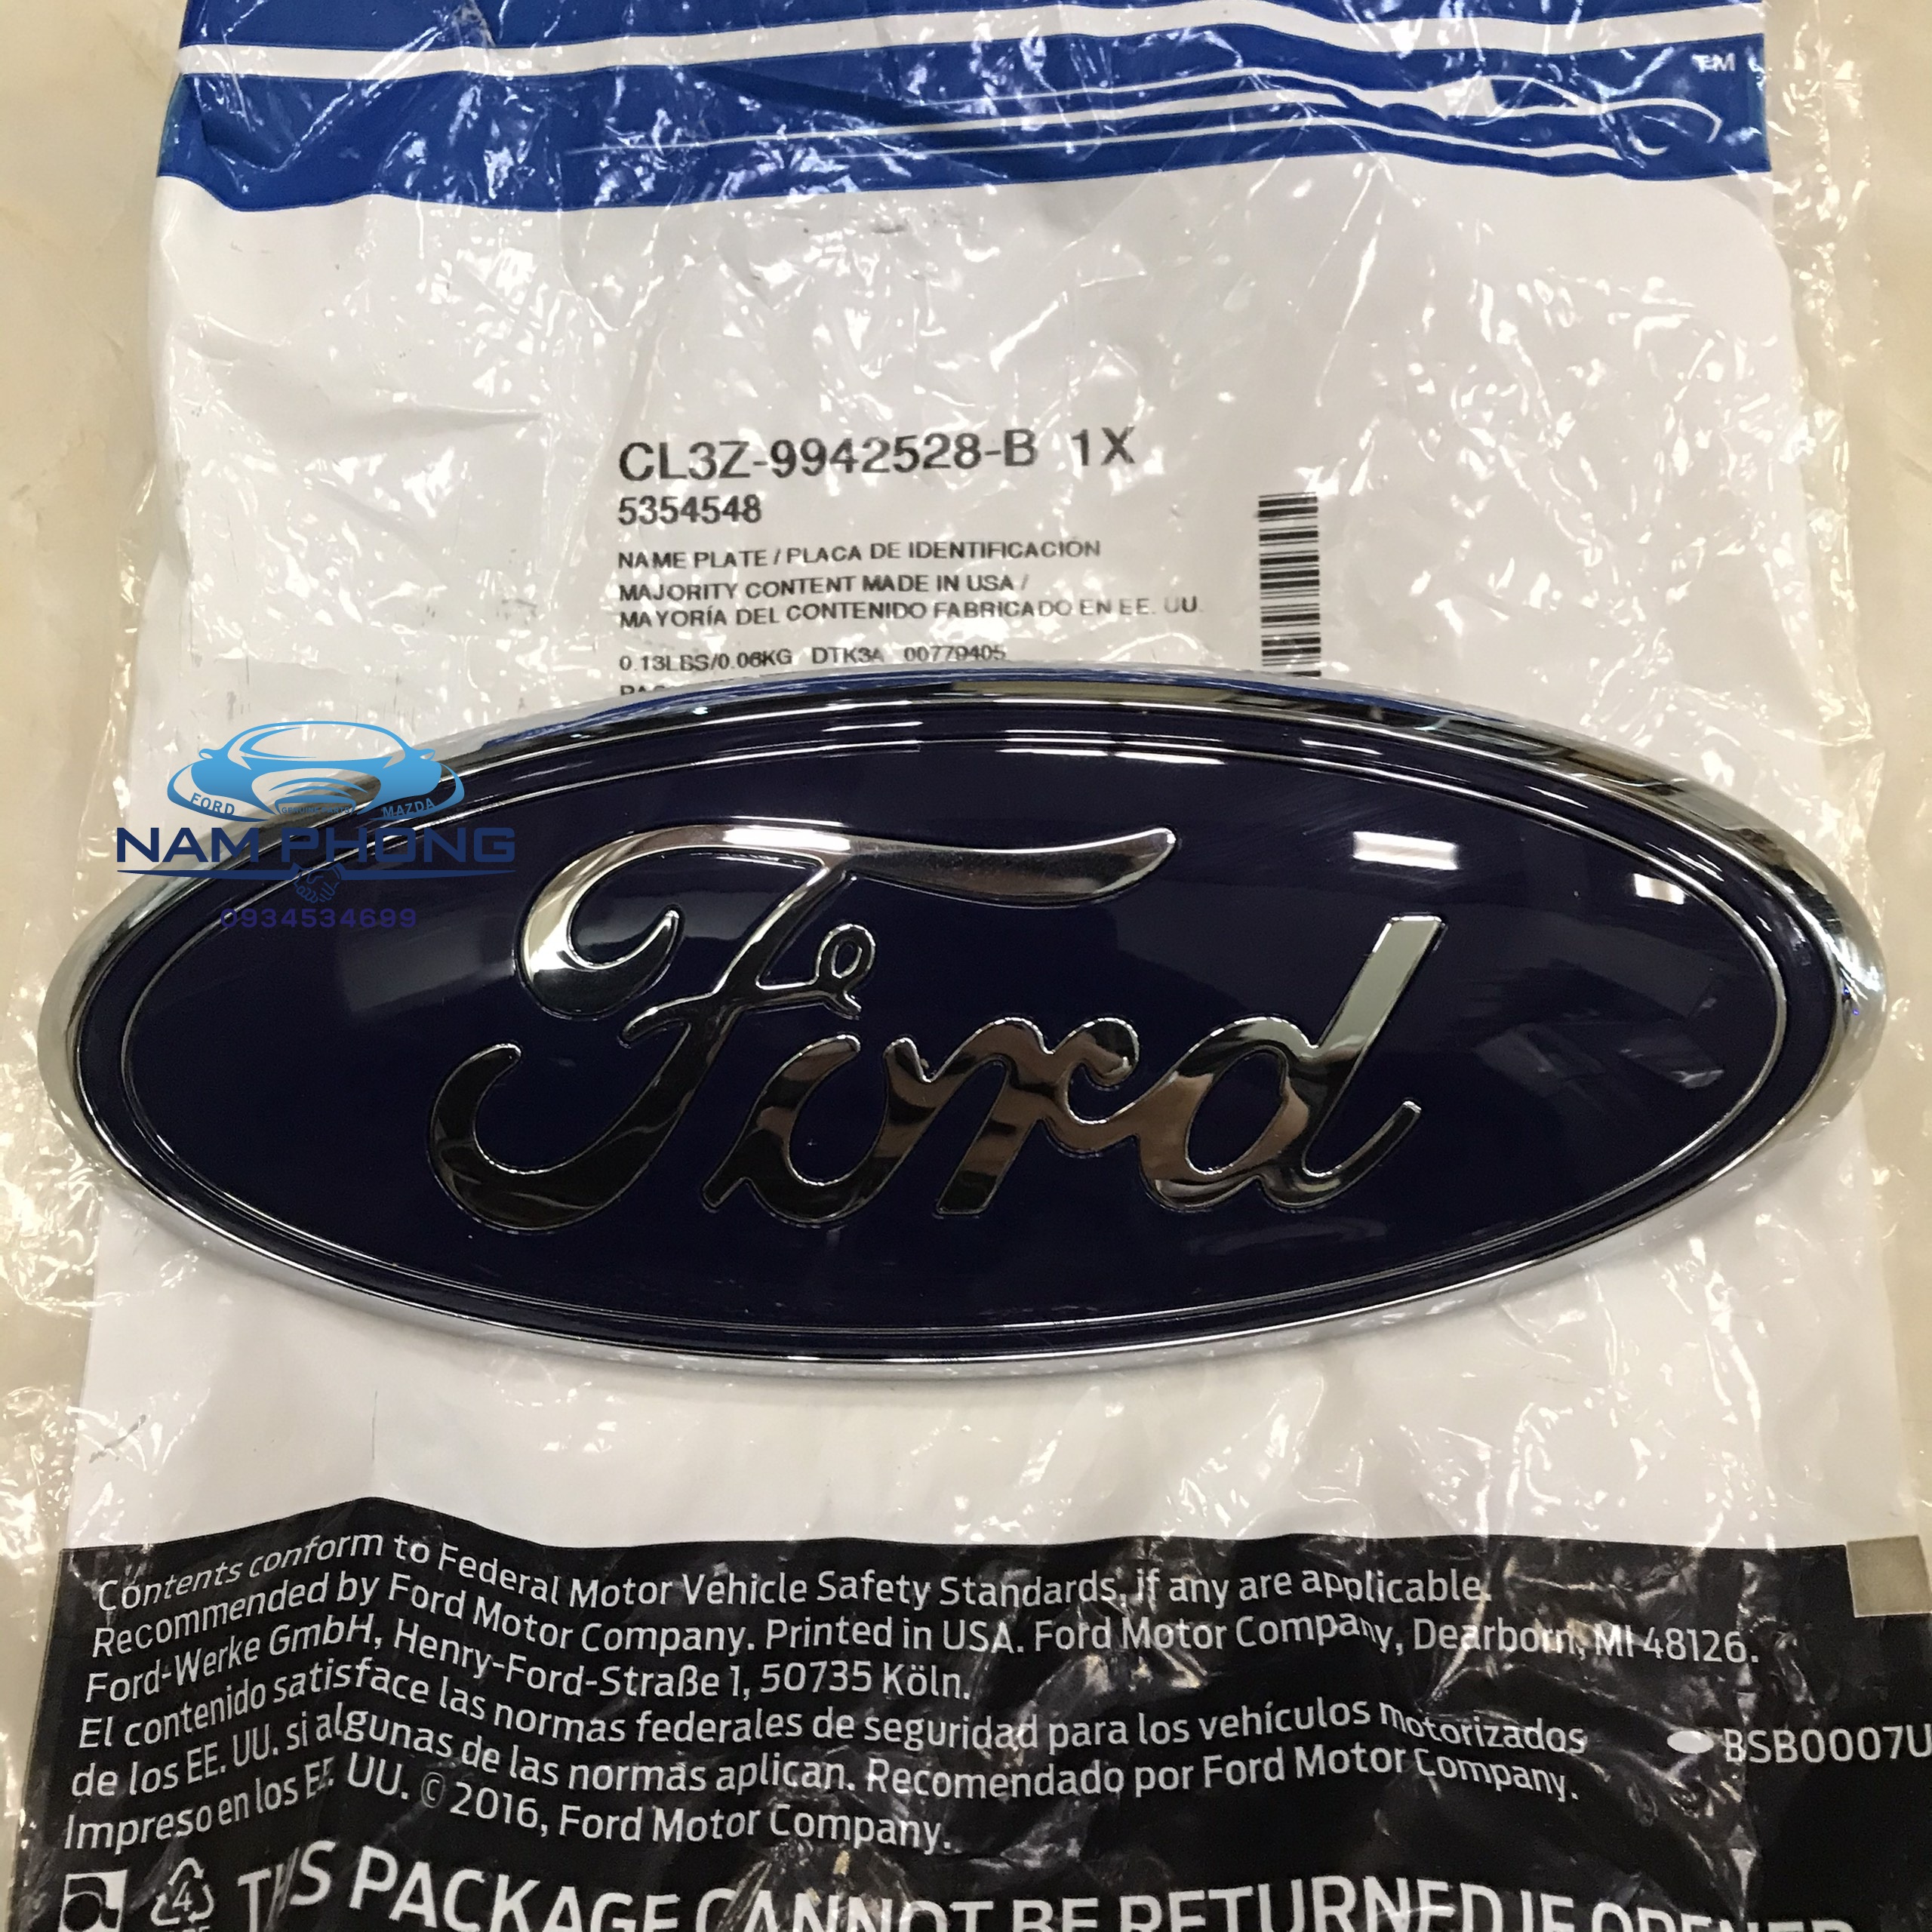 TM
CL3Z-9942528-B 1X
5354548
NAME PLATE / PLACA DE IDENTIFICACION
MAJORITY CONTENT MADE IN USA /
MAYORÍA DEL CONTENIDO FABRICADO EN EE. UU.
0.13LBS/0.06KG DTK3A 00779405
FORD MAZDA
NAM PHONG
0934534699
Ford
Contents conform to Federal Motor Vehicle Safety Standards, if any are applicable.
Recommended by Ford Motor Company. Printed in USA. Ford Motor Company, Dearborn, MI 48126.
Ford-Werke GmbH, Henry-Ford-Straße 1, 50735 Köln.
El contenido satisface las normas federales de seguridad para los vehículos motorizados
de los EE. UU. si algunas de las normas aplican. Recomendado por Ford Motor Company.
Impreso en los EE. UU. © 2016, Ford Motor Company.
BSB0007U
4
THIS PACKAGE CANNOT BE RETURNED IF OPENED